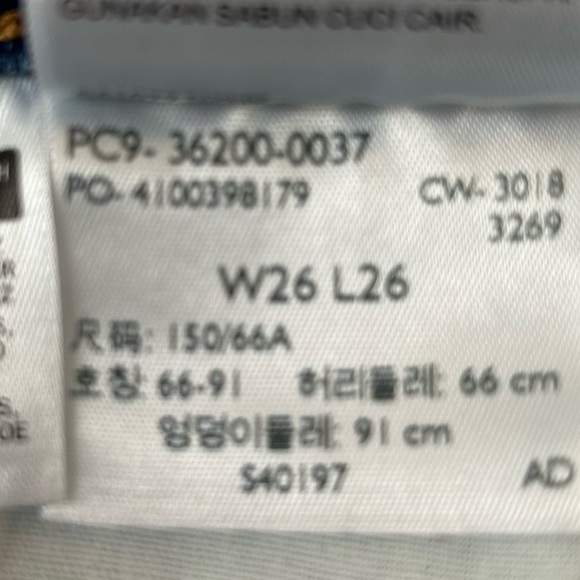 GUNAKAN SABUN CUCI CAIR
PC9- 36200-0037
PO- 4100398179 CW- 3018
3269
W26 L26
尺码: 150/66A
호칭: 66-91 허리둘레: 66 cm
엉덩이둘레: 91 cm
S40197 AD